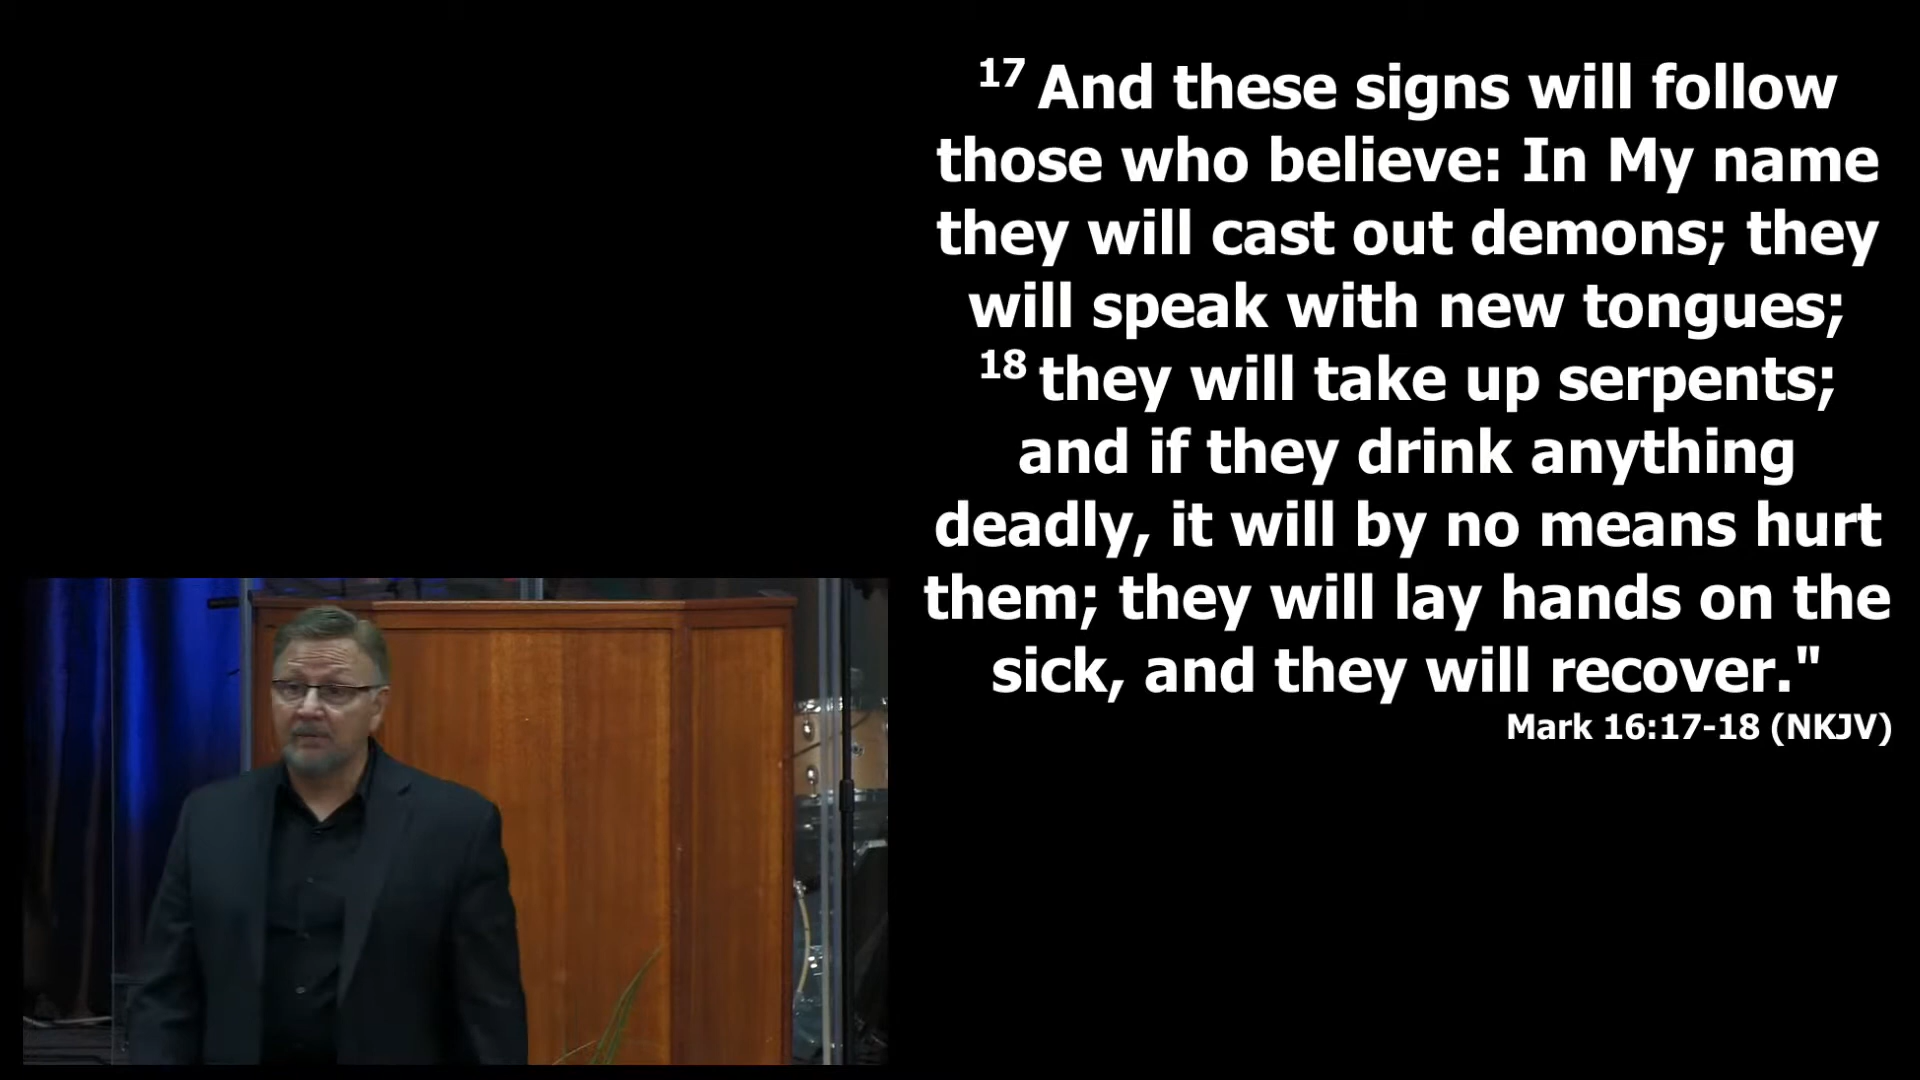 17 And these signs will follow
those who believe: In My name
they will cast out demons; they
will speak with new tongues;
18 they will take up serpents;
and if they drink anything
deadly, it will by no means hurt
them; they will lay hands on the
sick, and they will recover."
Mark 16:17-18 (NKJV)